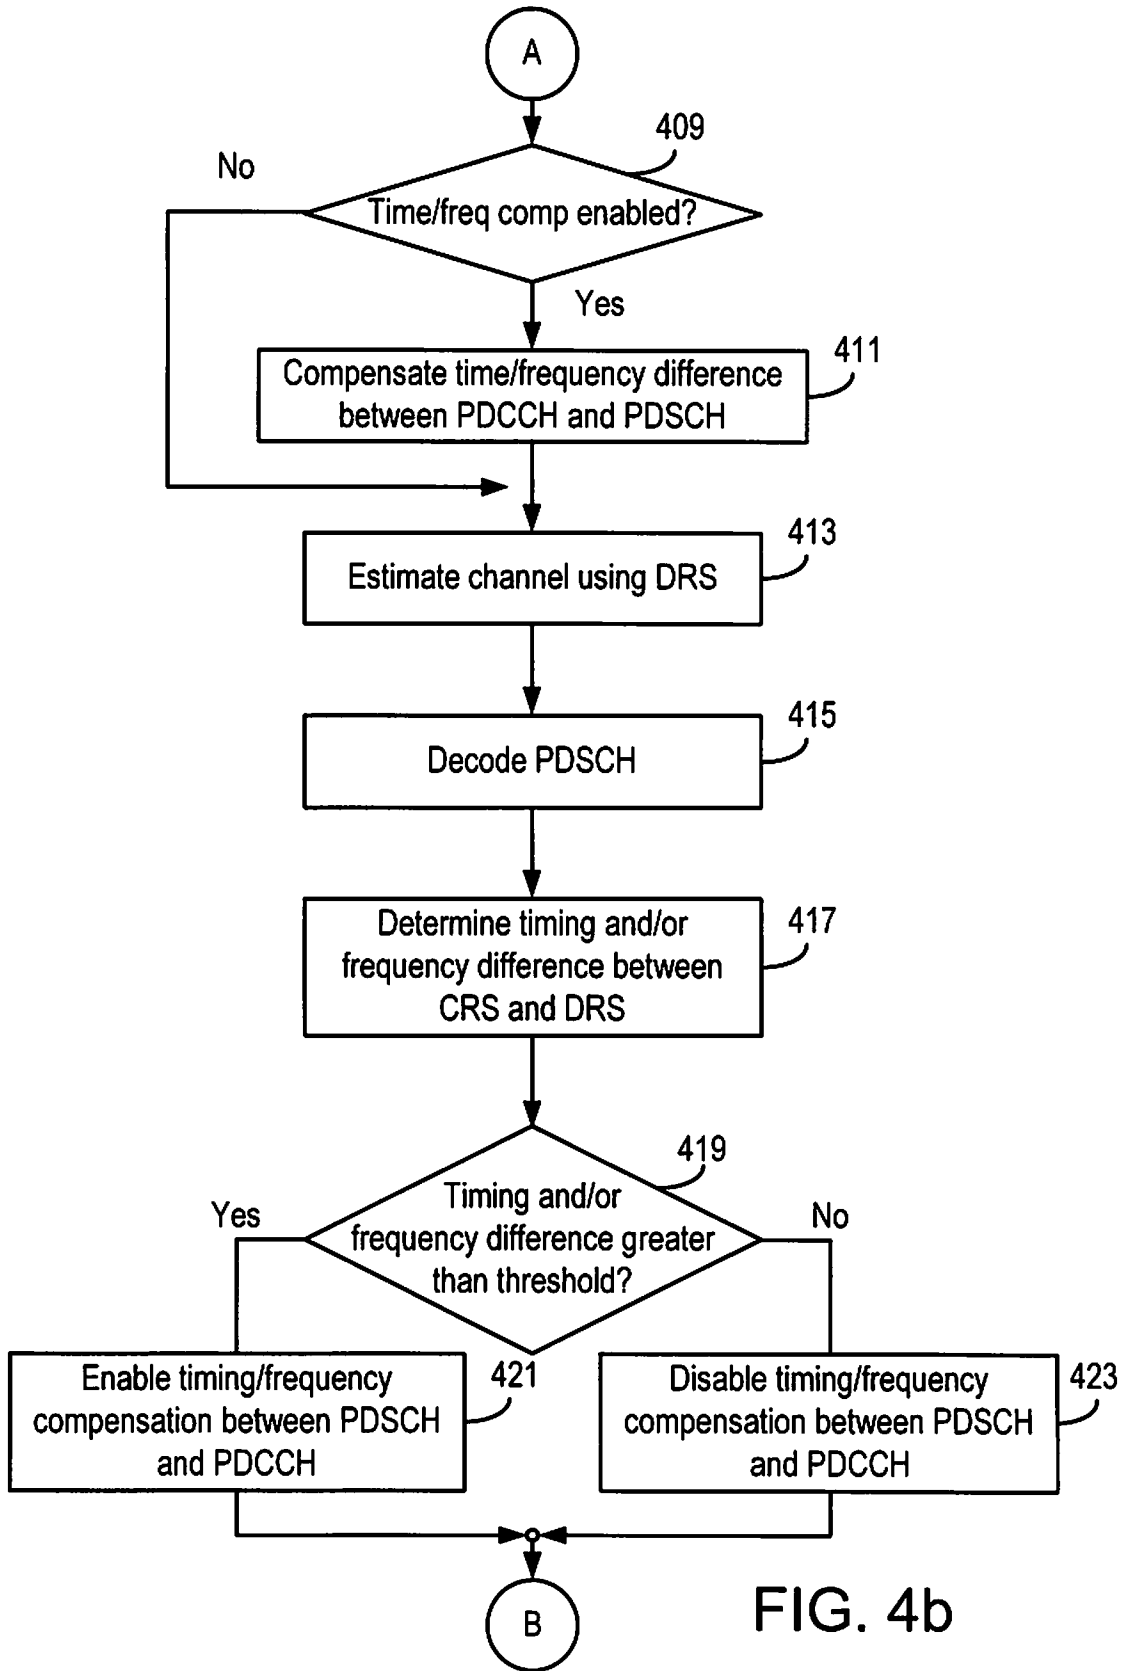 A
409
No
Time/freq comp enabled?
Yes
411
Compensate time/frequency difference
between PDCCH and PDSCH
413
Estimate channel using DRS
415
Decode PDSCH
417
Determine timing and/or
frequency difference between
CRS and DRS
419
Timing and/or
frequency difference greater
than threshold?
Yes
No
Enable timing/frequency
compensation between PDSCH
and PDCCH
421
Disable timing/frequency
compensation between PDSCH
and PDCCH
423
B
FIG. 4b